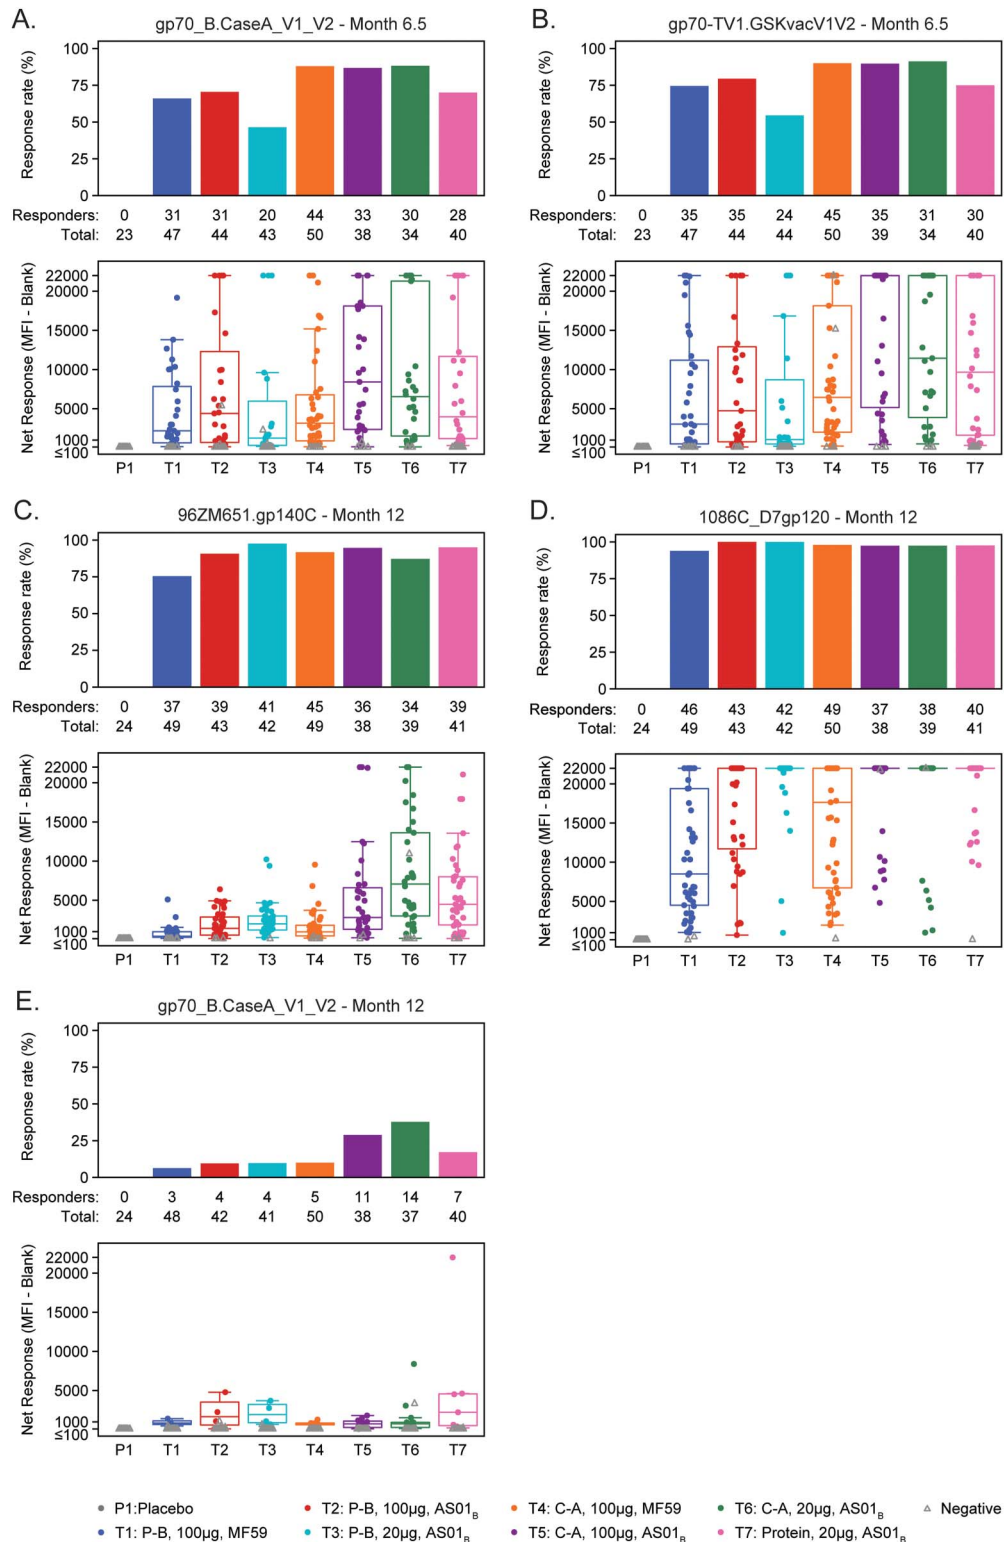 A.
gp70_B.CaseA_V1_V2 - Month 6.5
Response rate (%)
100
75
50
25
0
Responders: 0 31 31 20 44 33 30 28
Total: 23 47 44 43 50 38 34 40
Net Response (MFI - Blank)
22000
20000
15000
10000
5000
1000
≤100
P1 T1 T2 T3 T4 T5 T6 T7
B.
gp70-TV1.GSKvacV1V2 - Month 6.5
Response rate (%)
100
75
50
25
0
Responders: 0 35 35 24 45 35 31 30
Total: 23 47 44 44 50 39 34 40
Net Response (MFI - Blank)
22000
20000
15000
10000
5000
1000
≤100
P1 T1 T2 T3 T4 T5 T6 T7
C.
96ZM651.gp140C - Month 12
Response rate (%)
100
75
50
25
0
Responders: 0 37 39 41 45 36 34 39
Total: 24 49 43 42 49 38 39 41
Net Response (MFI - Blank)
22000
20000
15000
10000
5000
1000
≤100
P1 T1 T2 T3 T4 T5 T6 T7
D.
1086C_D7gp120 - Month 12
Response rate (%)
100
75
50
25
0
Responders: 0 46 43 42 49 37 38 40
Total: 24 49 43 42 50 38 39 41
Net Response (MFI - Blank)
22000
20000
15000
10000
5000
1000
≤100
P1 T1 T2 T3 T4 T5 T6 T7
E.
gp70_B.CaseA_V1_V2 - Month 12
Response rate (%)
100
75
50
25
0
Responders: 0 3 4 4 5 11 14 7
Total: 24 48 42 41 50 38 37 40
Net Response (MFI - Blank)
22000
20000
15000
10000
5000
1000
≤100
P1 T1 T2 T3 T4 T5 T6 T7
P1:Placebo T2: P-B, 100µg, AS01B T4: C-A, 100µg, MF59 T6: C-A, 20µg, AS01B Negative
T1: P-B, 100µg, MF59 T3: P-B, 20µg, AS01B T5: C-A, 100µg, AS01B T7: Protein, 20µg, AS01B